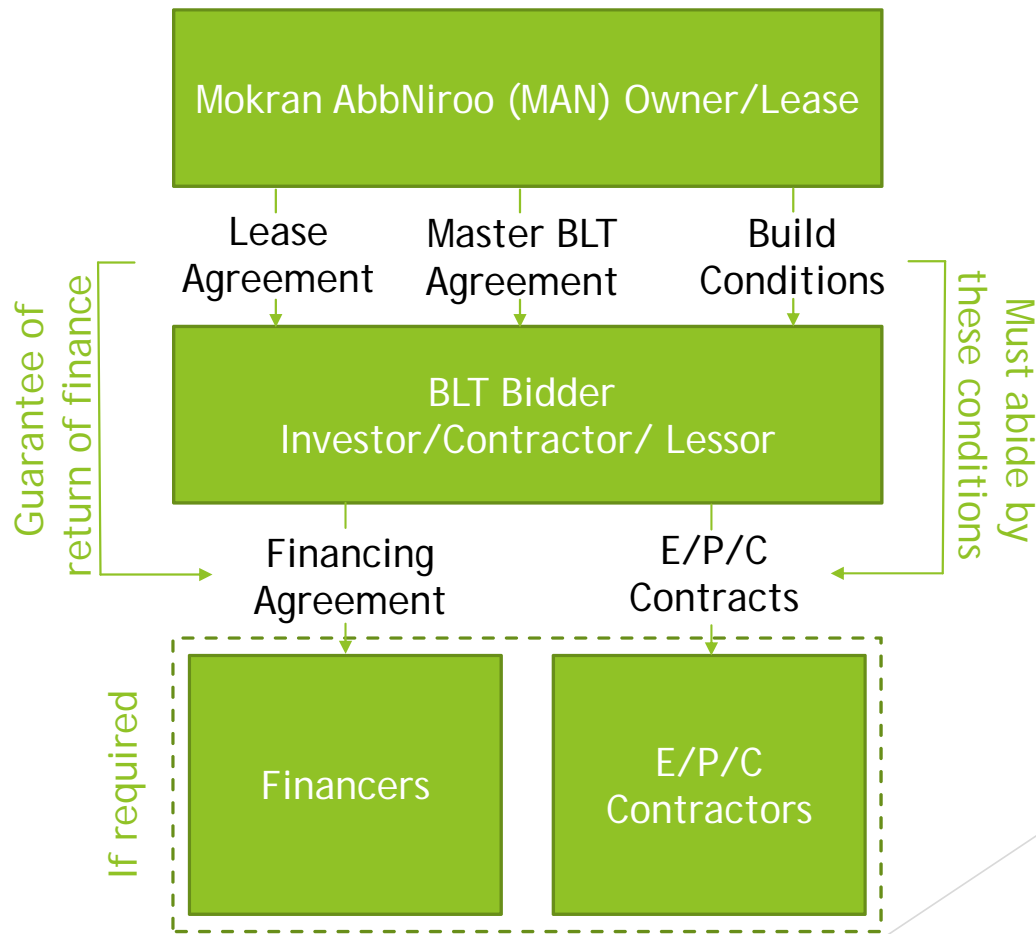 Mokran AbbNiroo (MAN) Owner/Lease
Lease
Agreement
Master BLT
Agreement
Build
Conditions
Guarantee of
return of finance
Must abide by
these conditions
BLT Bidder
Investor/Contractor/ Lessor
Financing
Agreement
E/P/C
Contracts
If required
Financers
E/P/C
Contractors